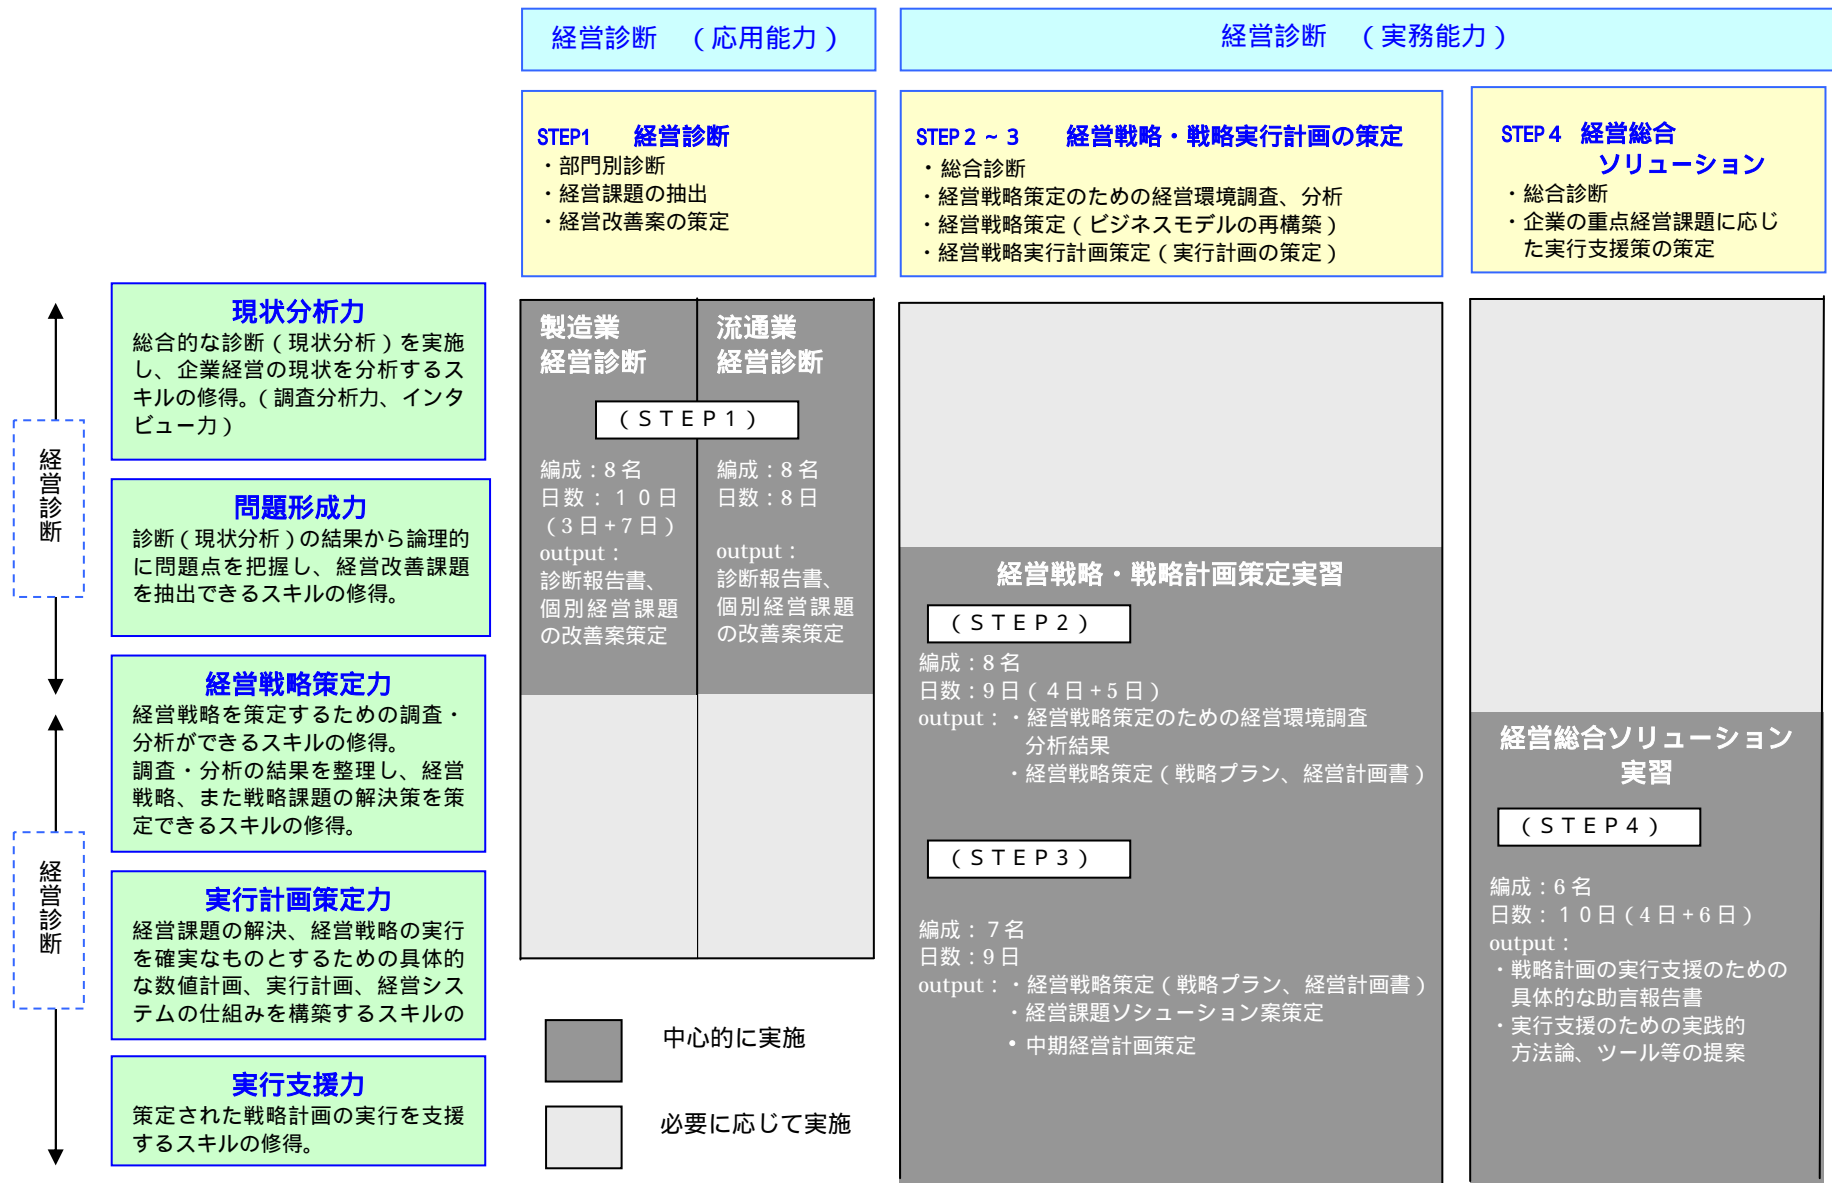 経営診断　（応用能力）
経営診断　（実務能力）
STEP1　経営診断
・部門別診断
・経営課題の抽出
・経営改善案の策定
STEP２～３　経営戦略・戦略実行計画の策定
・総合診断
・経営戦略策定のための経営環境調査、分析
・経営戦略策定（ビジネスモデルの再構築）
・経営戦略実行計画策定（実行計画の策定）
STEP４　経営総合
ソリューション
・総合診断
・企業の重点経営課題に応じ
た実行支援策の策定
経営診断
経営診断
現状分析力
総合的な診断（現状分析）を実施
し、企業経営の現状を分析するス
キルの修得。（調査分析力、インタ
ビュー力）
問題形成力
診断（現状分析）の結果から論理的
に問題点を把握し、経営改善課題
を抽出できるスキルの修得。
経営戦略策定力
経営戦略を策定するための調査・
分析ができるスキルの修得。
調査・分析の結果を整理し、経営
戦略、また戦略課題の解決策を策
定できるスキルの修得。
実行計画策定力
経営課題の解決、経営戦略の実行
を確実なものとするための具体的
な数値計画、実行計画、経営シス
テムの仕組みを構築するスキルの
実行支援力
策定された戦略計画の実行を支援
するスキルの修得。
製造業
経営診断
流通業
経営診断
（ＳＴＥＰ１）
編成：8名
日数：１０日
（3日+7日）
output：
診断報告書、
個別経営課題
の改善案策定
編成：8名
日数：8日
output：
診断報告書、
個別経営課題
の改善案策定
中心的に実施
必要に応じて実施
経営戦略・戦略計画策定実習
（ＳＴＥＰ２）
編成：8名
日数：9日（４日+5日）
output：・経営戦略策定のための経営環境調査
分析結果
・経営戦略策定（戦略プラン、経営計画書）
（ＳＴＥＰ３）
編成：７名
日数：9日
output：・経営戦略策定（戦略プラン、経営計画書）
・経営課題ソシューション案策定
・中期経営計画策定
経営総合ソリューション
実習
（ＳＴＥＰ４）
編成：6名
日数：１０日（4日+6日）
output：
・戦略計画の実行支援のための
具体的な助言報告書
・実行支援のための実践的
方法論、ツール等の提案